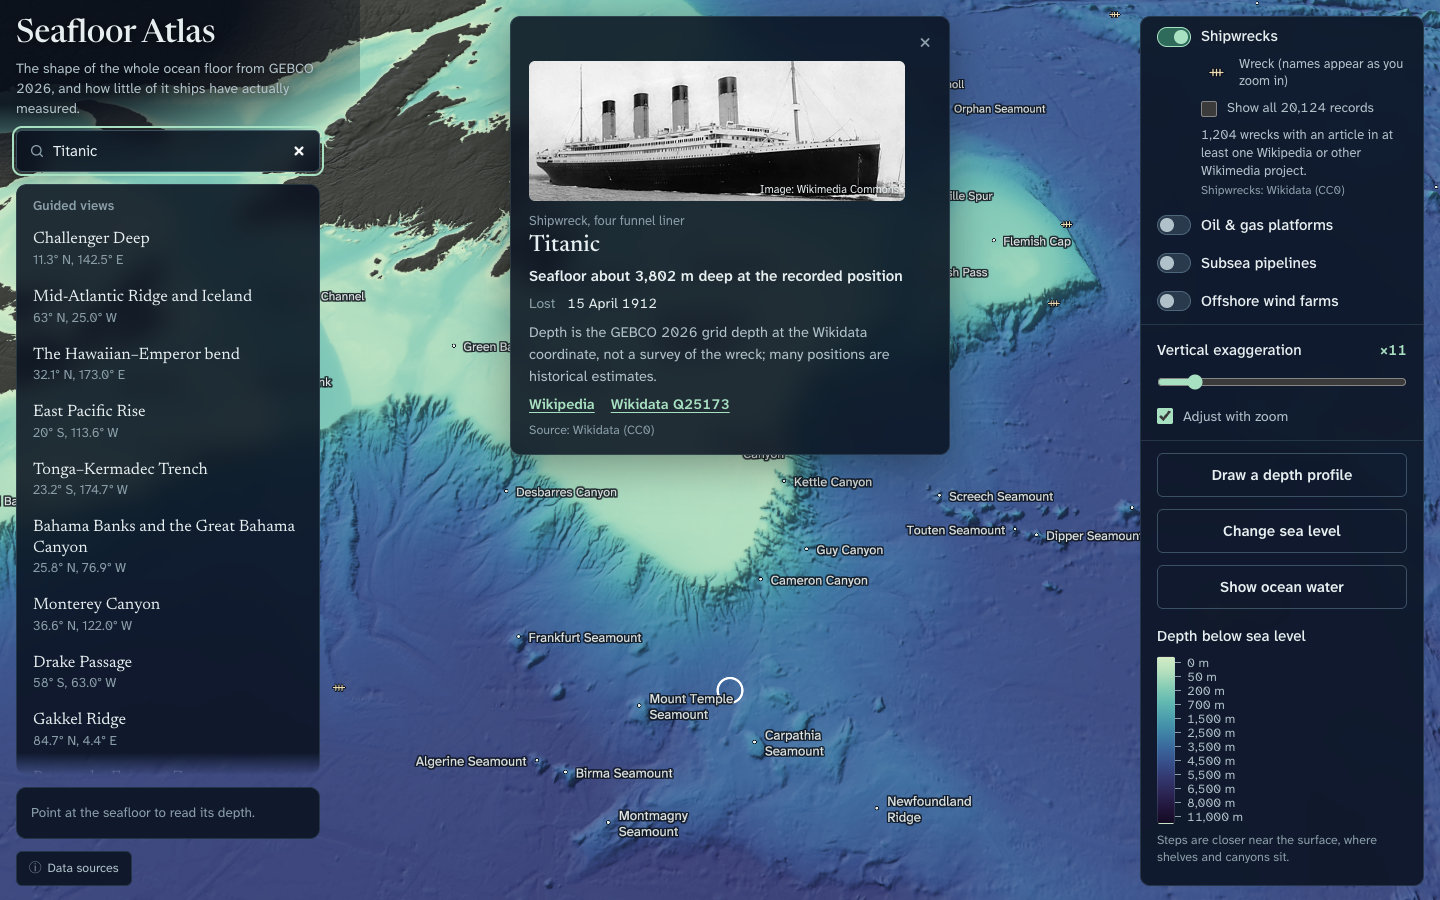 Seafloor Atlas
The shape of the whole ocean floor from GEBCO
2026, and how little of it ships have actually
measured.
Titanic
Guided views
Challenger Deep
11.3° N, 142.5° E
Mid-Atlantic Ridge and Iceland
63° N, 25.0° W
The Hawaiian–Emperor bend
32.1° N, 173.0° E
East Pacific Rise
20° S, 113.6° W
Tonga–Kermadec Trench
23.2° S, 174.7° W
Bahama Banks and the Great Bahama
Canyon
25.8° N, 76.9° W
Monterey Canyon
36.6° N, 122.0° W
Drake Passage
58° S, 63.0° W
Gakkel Ridge
84.7° N, 4.4° E
Point at the seafloor to read its depth.
Data sources
Channel
Green Ba
nk
Image: Wikimedia Commons
Shipwreck, four funnel liner
Titanic
Seafloor about 3,802 m deep at the recorded position
Lost 15 April 1912
Depth is the GEBCO 2026 grid depth at the Wikidata
coordinate, not a survey of the wreck; many positions are
historical estimates.
Wikipedia Wikidata Q25173
Source: Wikidata (CC0)
noll
Orphan Seamount
ille Spur
Flemish Cap
sh Pass
Canyon
Desbarres Canyon
Kettle Canyon
Screech Seamount
Touten Seamount
Dipper Seamount
Guy Canyon
Cameron Canyon
Frankfurt Seamount
Mount Temple
Seamount
Carpathia
Seamount
Algerine Seamount
Birma Seamount
Newfoundland
Ridge
Montmagny
Seamount
Shipwrecks
Wreck (names appear as you
zoom in)
Show all 20,124 records
1,204 wrecks with an article in at
least one Wikipedia or other
Wikimedia project.
Shipwrecks: Wikidata (CC0)
Oil & gas platforms
Subsea pipelines
Offshore wind farms
Vertical exaggeration ×11
Adjust with zoom
Draw a depth profile
Change sea level
Show ocean water
Depth below sea level
0 m
50 m
200 m
700 m
1,500 m
2,500 m
3,500 m
4,500 m
5,500 m
6,500 m
8,000 m
11,000 m
Steps are closer near the surface, where
shelves and canyons sit.